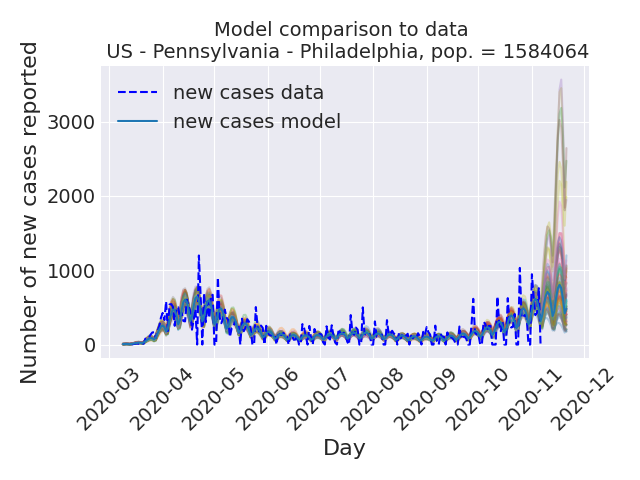 Model comparison to data
US - Pennsylvania - Philadelphia, pop. = 1584064
new cases data
new cases model
Number of new cases reported
3000
2000
1000
0
2020-03
2020-04
2020-05
2020-06
2020-07
2020-08
2020-09
2020-10
2020-11
2020-12
Day